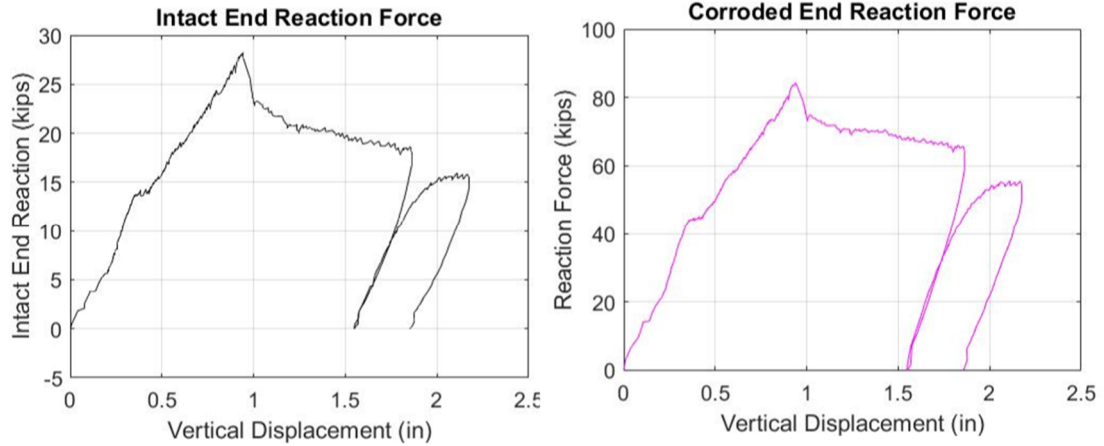 Intact End Reaction Force
Intact End Reaction (kips)
30
25
20
15
10
5
0
-5
0 0.5 1 1.5 2 2.5
Vertical Displacement (in)
Corroded End Reaction Force
Reaction Force (kips)
100
80
60
40
20
0
0 0.5 1 1.5 2 2.5
Vertical Displacement (in)